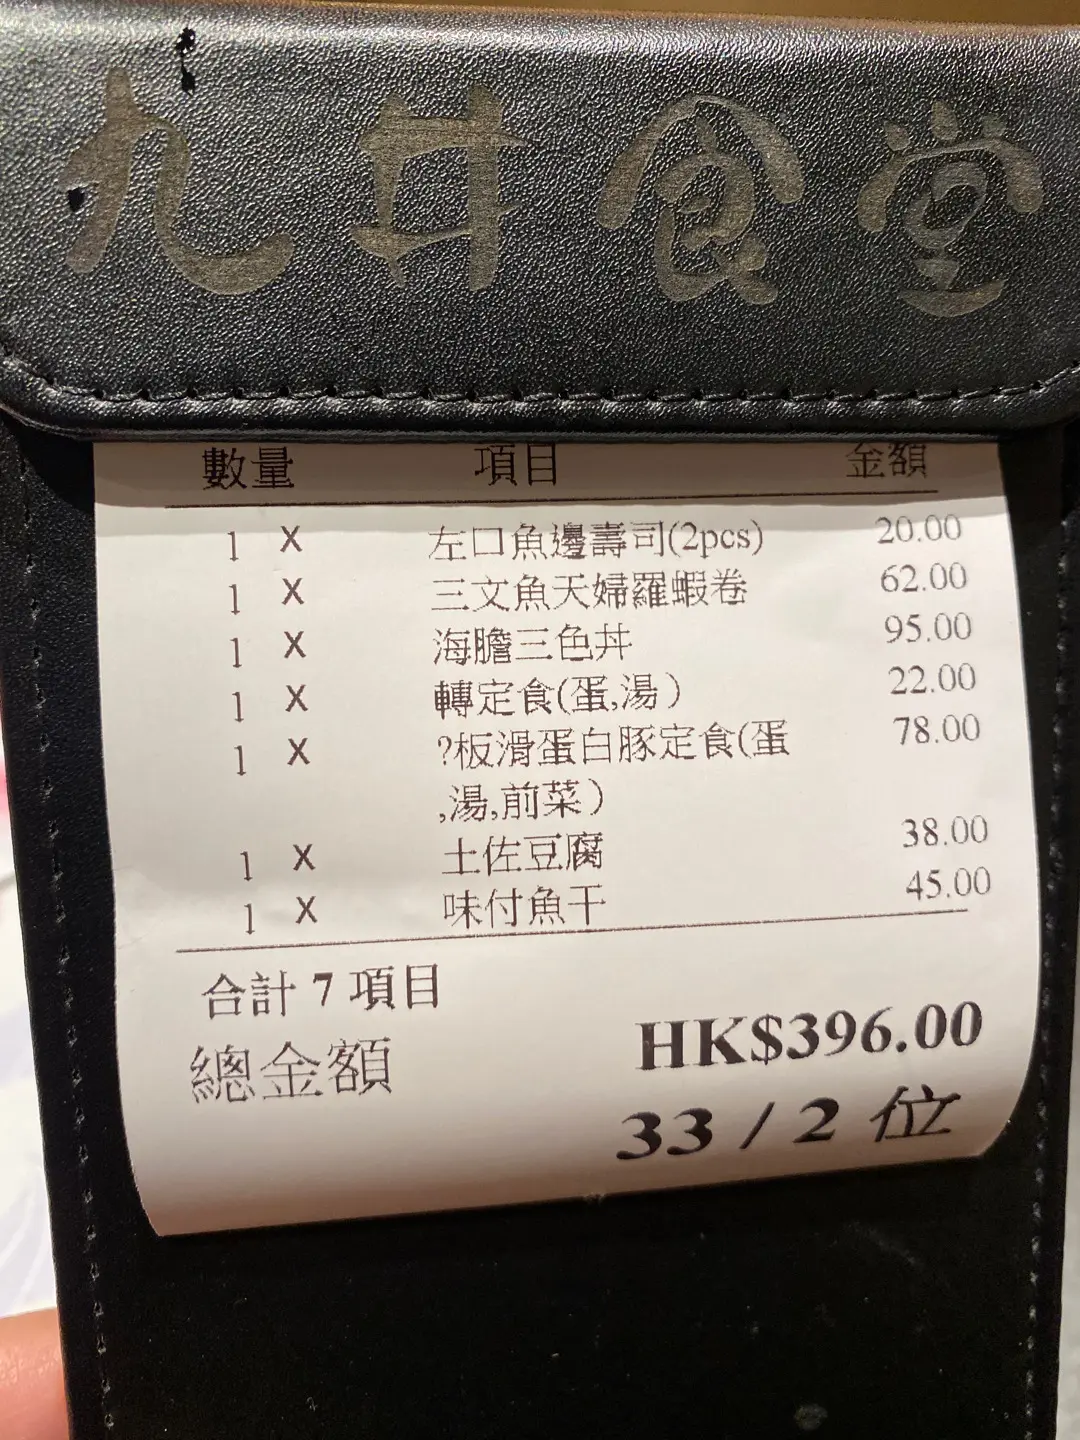 九井食堂
數量 項目 金額
1 X 左口魚邊壽司(2pcs) 20.00
1 X 三文魚天婦羅蝦卷 62.00
1 X 海膽三色丼 95.00
1 X 轉定食(蛋,湯) 22.00
1 X ?板滑蛋白豚定食(蛋 78.00
,湯,前菜)
1 X 土佐豆腐 38.00
1 X 味付魚干 45.00
合計 7 項目
總金額 HK$396.00
33 / 2 位